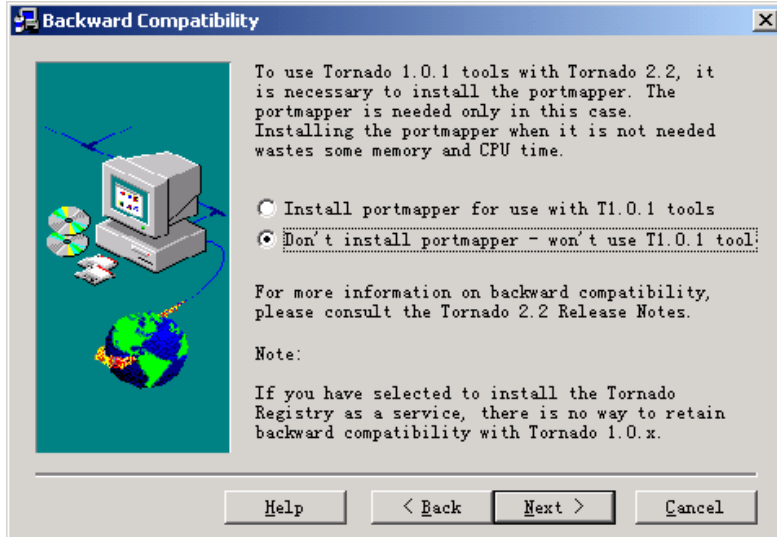 Backward Compatibility
To use Tornado 1.0.1 tools with Tornado 2.2, it
is necessary to install the portmapper. The
portmapper is needed only in this case.
Installing the portmapper when it is not needed
wastes some memory and CPU time.
Install portmapper for use with T1.0.1 tools
Don't install portmapper - won't use T1.0.1 tool
For more information on backward compatibility,
please consult the Tornado 2.2 Release Notes.
Note:
If you have selected to install the Tornado
Registry as a service, there is no way to retain
backward compatibility with Tornado 1.0.x.
Help < Back Next > Cancel